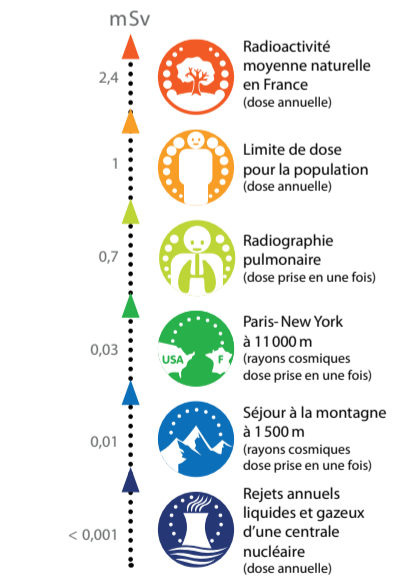 mSv
2,4
Radioactivité
moyenne naturelle
en France
(dose annuelle)
1
Limite de dose
pour la population
(dose annuelle)
0,7
Radiographie
pulmonaire
(dose prise en une fois)
0,03
USA
F
Paris-New York
à 11 000 m
(rayons cosmiques
dose prise en une fois)
0,01
Séjour à la montagne
à 1 500 m
(rayons cosmiques
dose prise en une fois)
< 0,001
Rejets annuels
liquides et gazeux
d'une centrale
nucléaire
(dose annuelle)